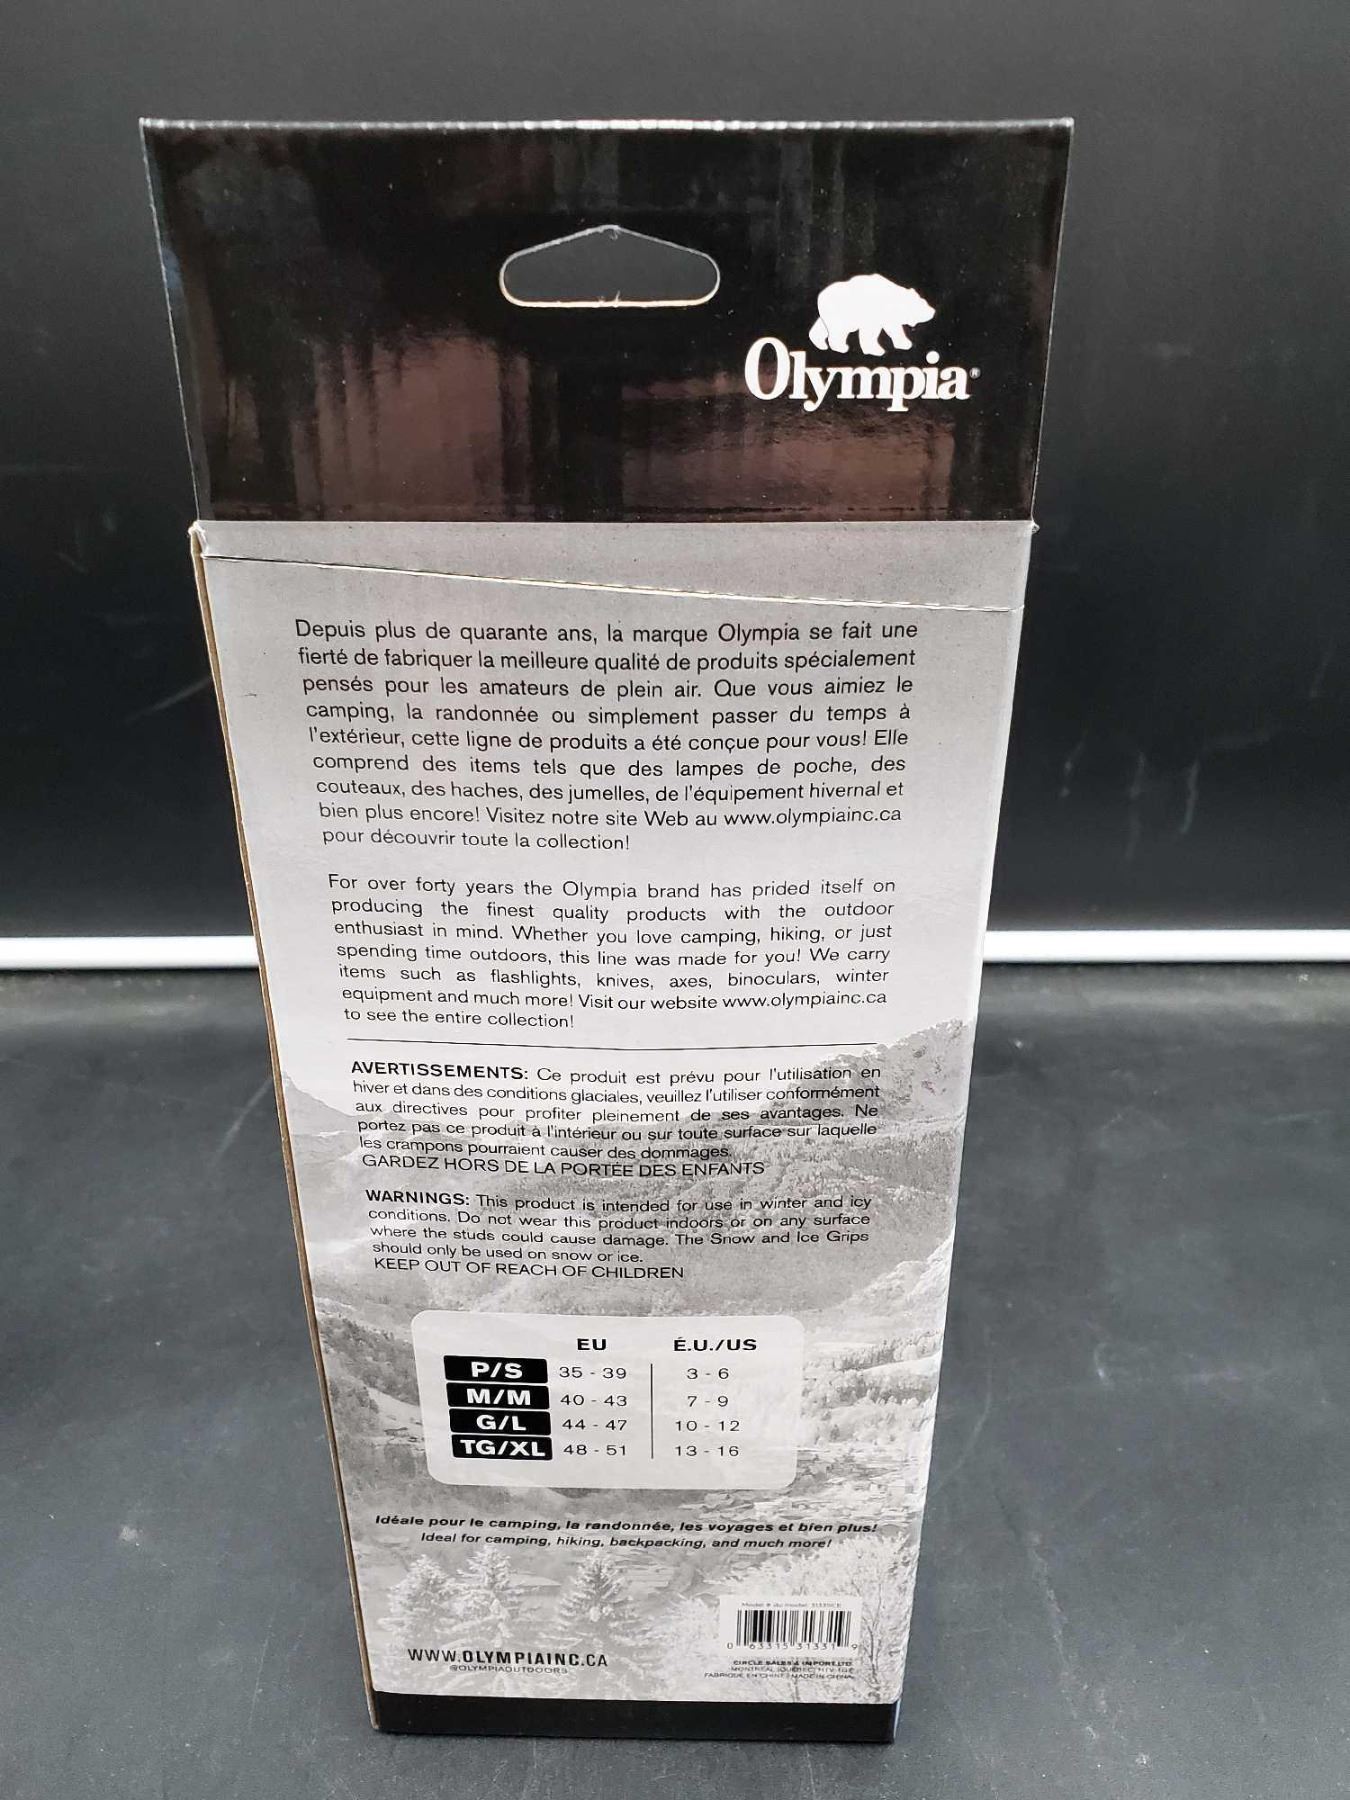 Olympia®
Depuis plus de quarante ans, la marque Olympia se fait une
fierté de fabriquer la meilleure qualité de produits spécialement
pensés pour les amateurs de plein air. Que vous aimiez le
camping, la randonnée ou simplement passer du temps à
l'extérieur, cette ligne de produits a été conçue pour vous! Elle
comprend des items tels que des lampes de poche, des
couteaux, des haches, des jumelles, de l'équipement hivernal et
bien plus encore! Visitez notre site Web au www.olympiainc.ca
pour découvrir toute la collection!
For over forty years the Olympia brand has prided itself on
producing the finest quality products with the outdoor
enthusiast in mind. Whether you love camping, hiking, or just
spending time outdoors, this line was made for you! We carry
items such as flashlights, knives, axes, binoculars, winter
equipment and much more! Visit our website www.olympiainc.ca
to see the entire collection!
AVERTISSEMENTS: Ce produit est prévu pour l'utilisation en
hiver et dans des conditions glaciales, veuillez l'utiliser conformément
aux directives pour profiter pleinement de ses avantages. Ne
portez pas ce produit à l'intérieur ou sur toute surface sur laquelle
les crampons pourraient causer des dommages.
GARDEZ HORS DE LA PORTÉE DES ENFANTS
WARNINGS: This product is intended for use in winter and icy
conditions. Do not wear this product indoors or on any surface
where the studs could cause damage. The Snow and Ice Grips
should only be used on snow or ice.
KEEP OUT OF REACH OF CHILDREN
EU É.U./US
P/S 35 - 39 3 - 6
M/M 40 - 43 7 - 9
G/L 44 - 47 10 - 12
TG/XL 48 - 51 13 - 16
Idéale pour le camping, la randonnée, les voyages et bien plus!
Ideal for camping, hiking, backpacking, and much more!
Model # du model
0 63315 31331 9
WWW.OLYMPIAINC.CA
@OLYMPIAOUTDOORS
CIRCLE SALES & IMPORT LTD
MONTREAL, QUEBEC
FABRIQUÉ EN CHINE / MADE IN CHINA